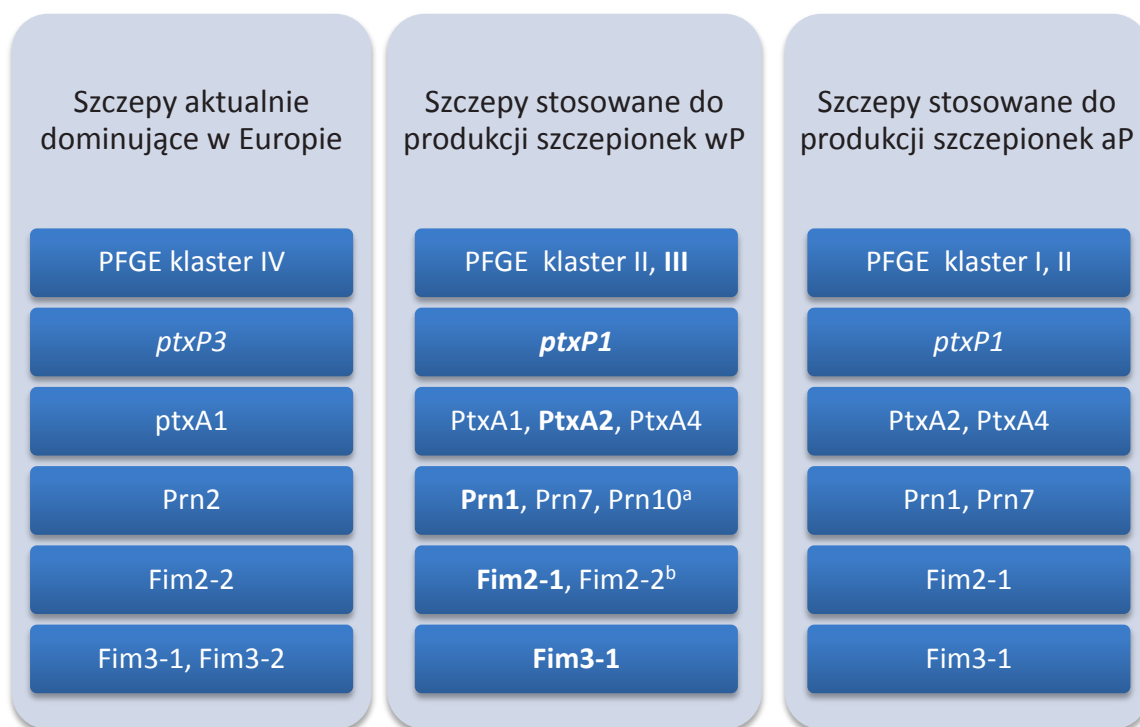 Szczepy aktualnie
dominujące w Europie
PFGE klaster IV
ptxP3
ptxA1
Prn2
Fim2-2
Fim3-1, Fim3-2
Szczepy stosowane do
produkcji szczepionek wP
PFGE klaster II, III
ptxP1
PtxA1, PtxA2, PtxA4
Prn1, Prn7, Prn10ᵃ
Fim2-1, Fim2-2ᵇ
Fim3-1
Szczepy stosowane do
produkcji szczepionek aP
PFGE klaster I, II
ptxP1
PtxA2, PtxA4
Prn1, Prn7
Fim2-1
Fim3-1